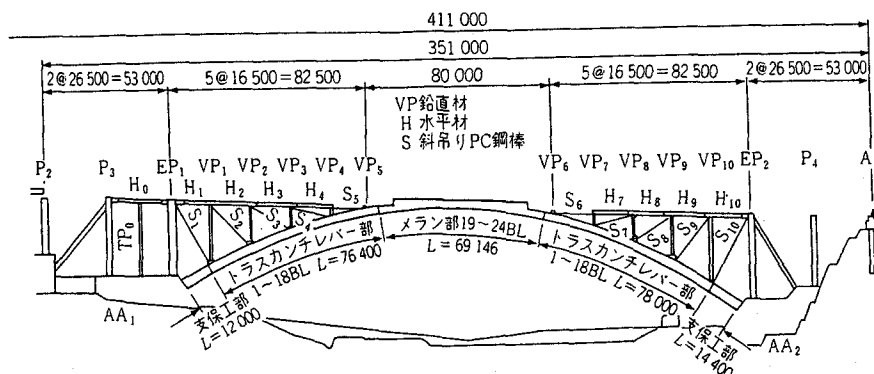 411 000
351 000
2@26 500=53 000
5@16 500=82 500
80 000
5@16 500=82 500
2@26 500=53 000
VP鉛直材
H 水平材
S 斜吊りPC鋼棒
P2 P3 EP1 VP1 VP2 VP3 VP4 VP5 VP6 VP7 VP8 VP9 VP10 EP2 P4 A
H0 H1 H2 H3 H4 S5 S6 H7 H8 H9 H10
TP0 S1 S2 S3 S7 S8 S9 S10
メラン部19~24BL
L=69 146
トラスカンチレバー部
1~18BL L=76 400
トラスカンチレバー部
1~18BL L=78 000
支保工部
L=12 000
支保工部
L=14 400
AA1
AA2